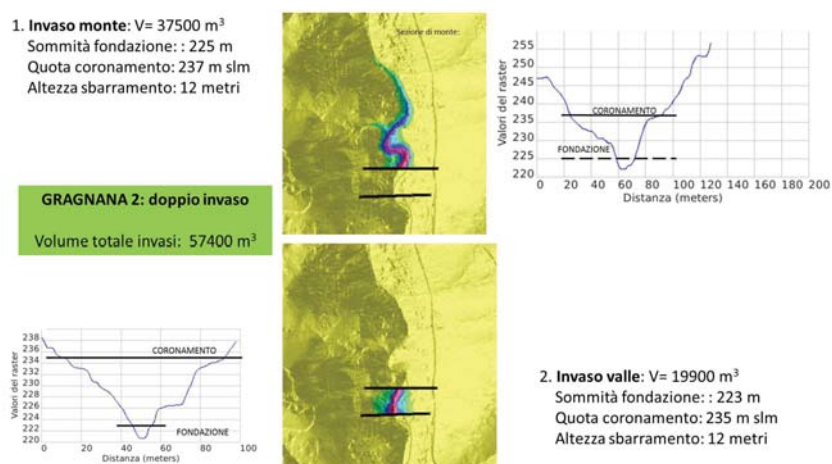 1. Invaso monte: V= 37500 m³
Sommità fondazione: : 225 m
Quota coronamento: 237 m slm
Altezza sbarramento: 12 metri
GRAGNANA 2: doppio invaso
Volume totale invasi: 57400 m³
Sezione di monte:
Valori del raster
255
250
245
240
235
230
225
220
CORONAMENTO
FONDAZIONE
0 20 40 60 80 100 120 140 160 180 200
Distanza (meters)
Valori del raster
238
236
234
232
230
228
226
224
222
220
CORONAMENTO
FONDAZIONE
0 20 40 60 80 100
Distanza (meters)
2. Invaso valle: V= 19900 m³
Sommità fondazione: : 223 m
Quota coronamento: 235 m slm
Altezza sbarramento: 12 metri